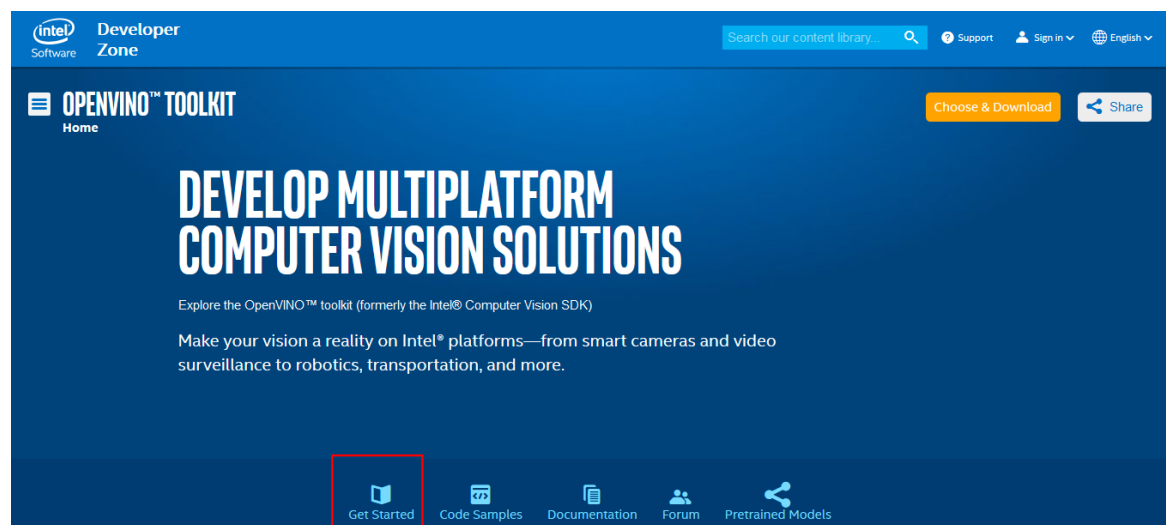 intel Developer
Software Zone
Search our content library...
? Support
Sign in
English
OPENVINO™ TOOLKIT
Home
Choose & Download
Share
DEVELOP MULTIPLATFORM
COMPUTER VISION SOLUTIONS
Explore the OpenVINO™ toolkit (formerly the Intel® Computer Vision SDK)
Make your vision a reality on Intel® platforms—from smart cameras and video
surveillance to robotics, transportation, and more.
Get Started
Code Samples
Documentation
Forum
Pretrained Models